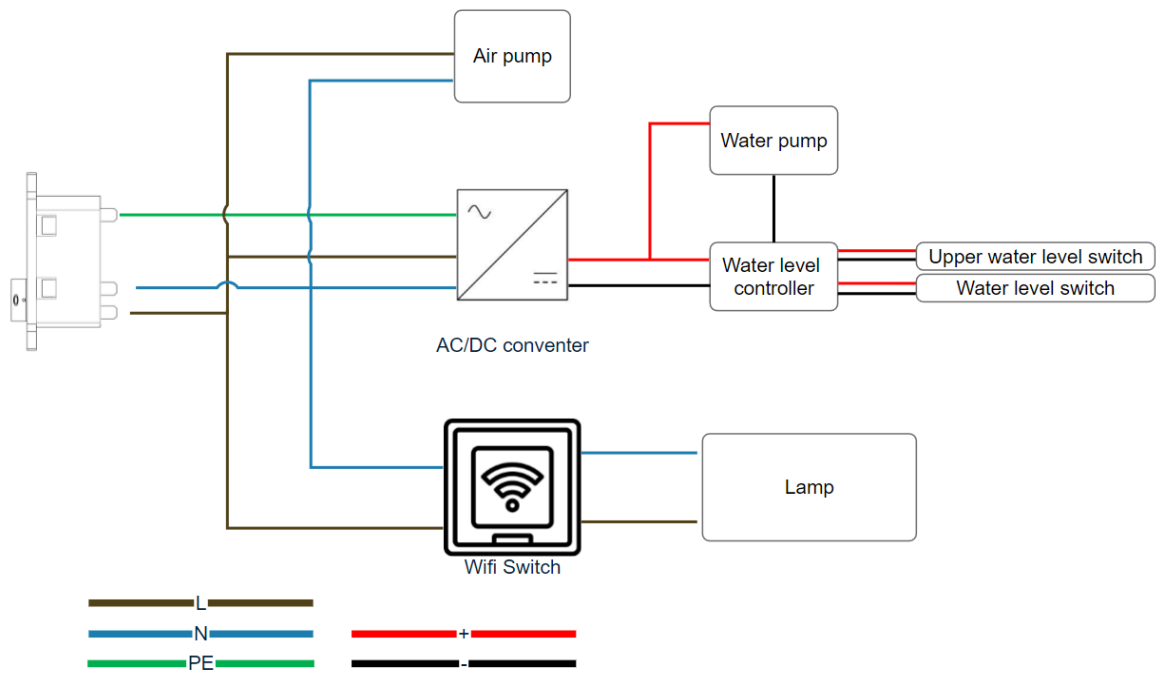 Air pump
Water pump
Water level
controller
Upper water level switch
Water level switch
AC/DC conventer
Lamp
Wifi Switch
L
N
PE
+
-
0